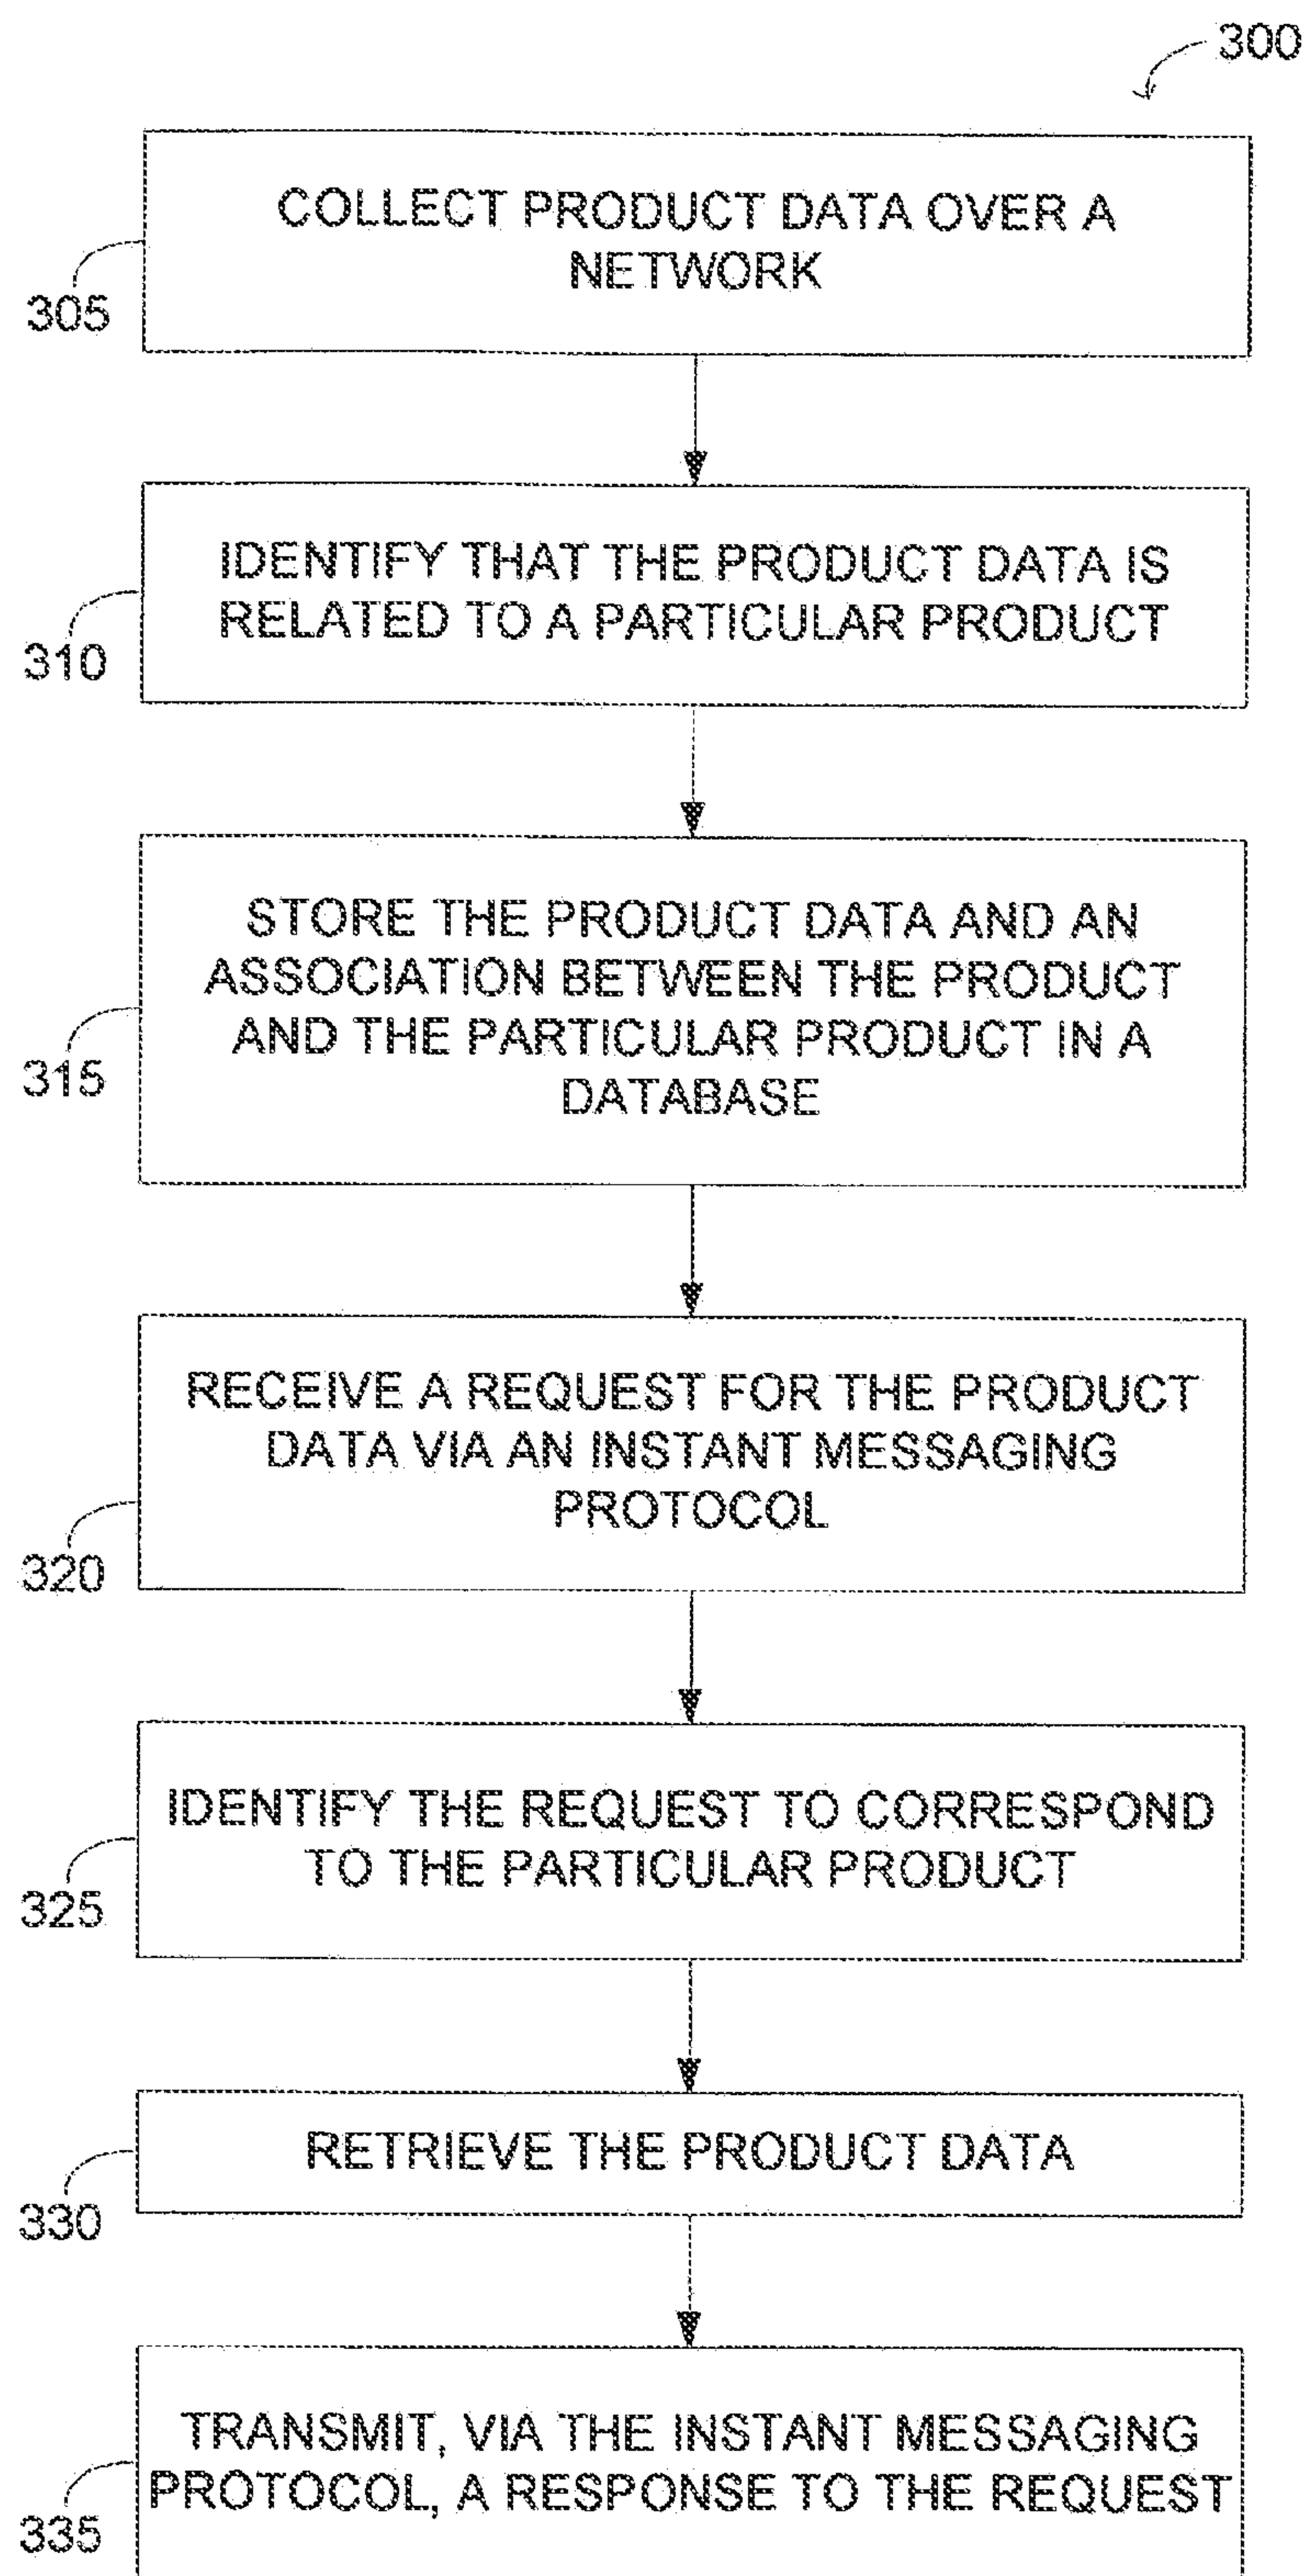 300
COLLECT PRODUCT DATA OVER A
NETWORK
305
IDENTIFY THAT THE PRODUCT DATA IS
RELATED TO A PARTICULAR PRODUCT
310
STORE THE PRODUCT DATA AND AN
ASSOCIATION BETWEEN THE PRODUCT
AND THE PARTICULAR PRODUCT IN A
DATABASE
315
RECEIVE A REQUEST FOR THE PRODUCT
DATA VIA AN INSTANT MESSAGING
PROTOCOL
320
IDENTIFY THE REQUEST TO CORRESPOND
TO THE PARTICULAR PRODUCT
325
RETRIEVE THE PRODUCT DATA
330
TRANSMIT, VIA THE INSTANT MESSAGING
PROTOCOL, A RESPONSE TO THE REQUEST
335